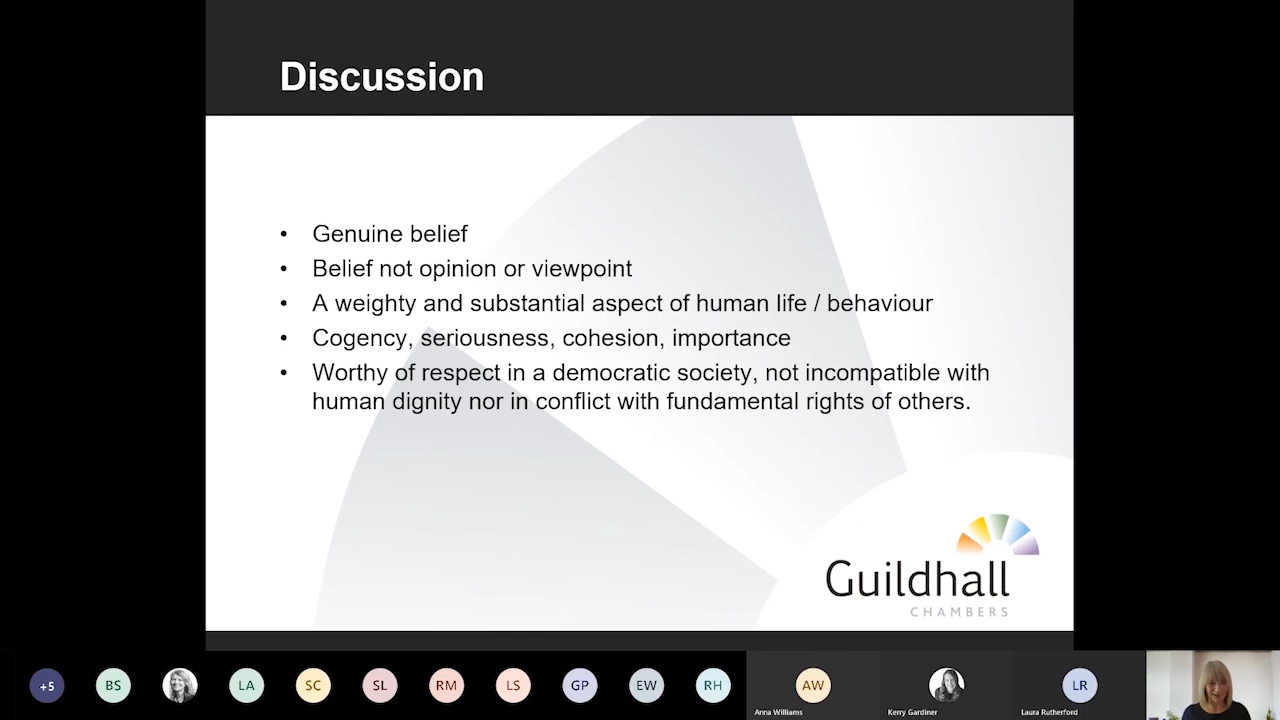 Discussion
• Genuine belief
• Belief not opinion or viewpoint
• A weighty and substantial aspect of human life / behaviour
• Cogency, seriousness, cohesion, importance
• Worthy of respect in a democratic society, not incompatible with
human dignity nor in conflict with fundamental rights of others.
Guildhall
CHAMBERS
+5 BS LA SC SL RM LS GP EW RH AW LR
Anna Williams Kerry Gardiner Laura Rutherford